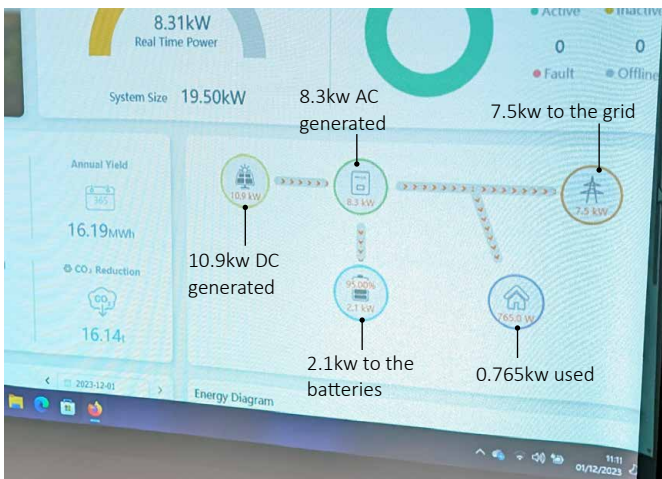 8.31kW
Real Time Power
System Size 19.50kW
Active
Inactive
0
0
Fault
Offline
8.3kw AC
generated
7.5kw to the grid
Annual Yield
365
16.19MWh
CO₂ Reduction
CO₂
16.14t
10.9 kW
8.3 kW
7.5 kW
10.9kw DC
generated
95.00%
2.1 kW
765.0 W
2.1kw to the
batteries
0.765kw used
2023-12-01
Energy Diagram
11:11
01/12/2023